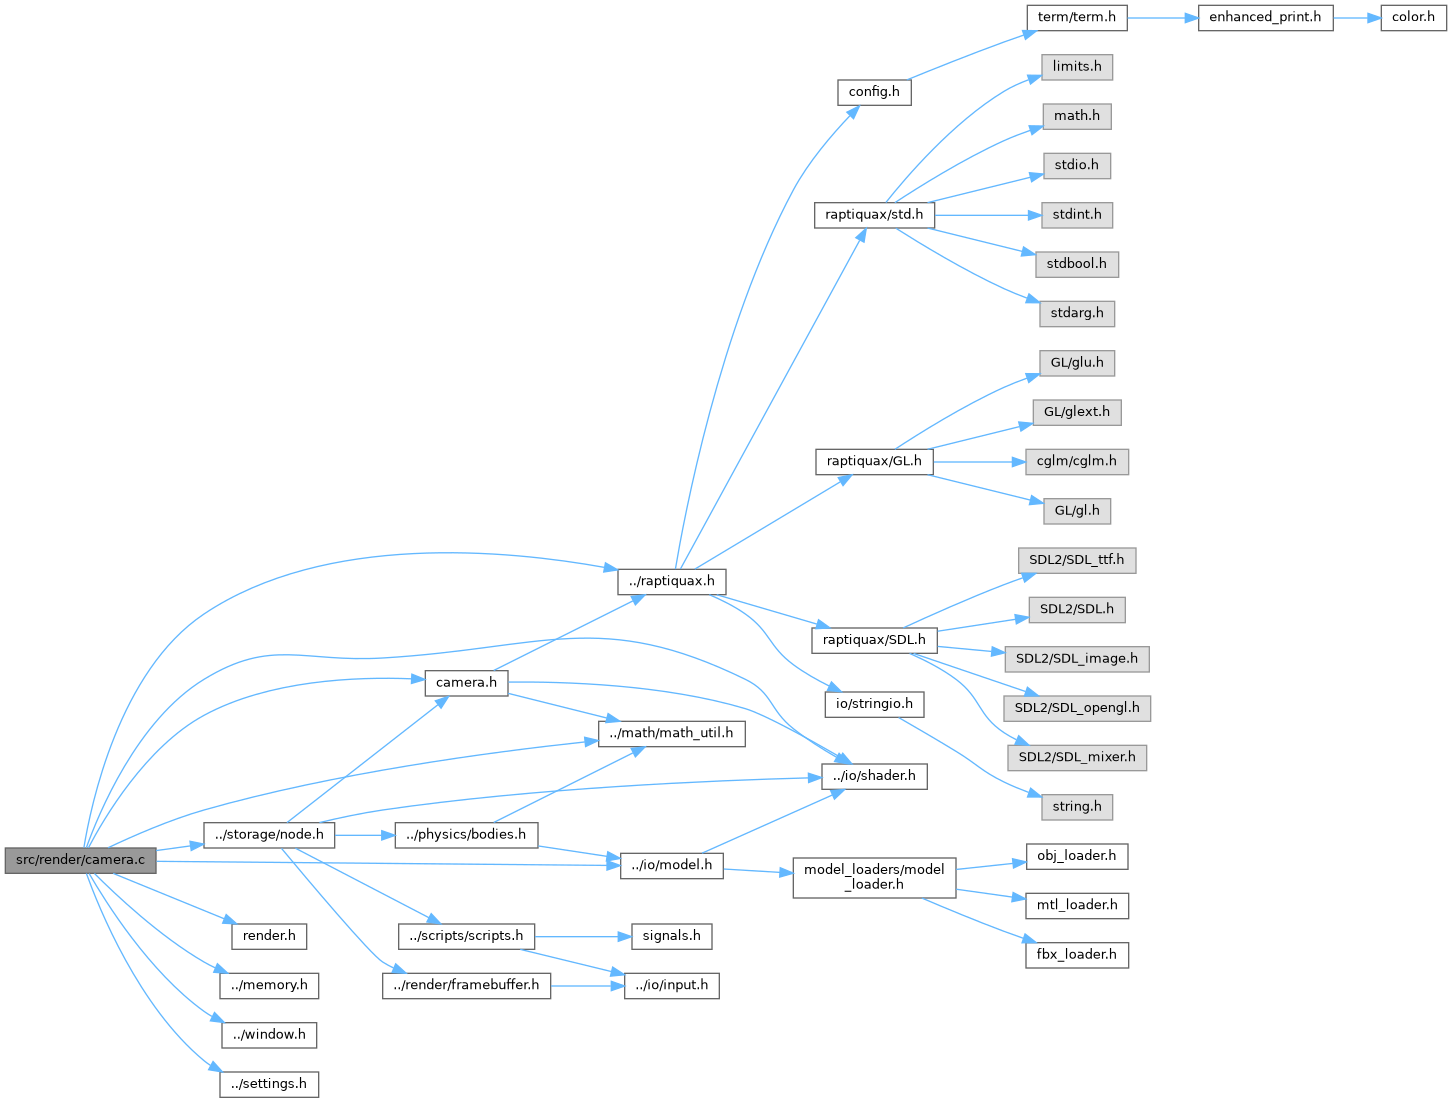 term/term.h
enhanced_print.h
color.h
limits.h
config.h
math.h
stdio.h
raptiquax/std.h
stdint.h
stdbool.h
stdarg.h
GL/glu.h
GL/glext.h
raptiquax/GL.h
cglm/cglm.h
GL/gl.h
SDL2/SDL_ttf.h
../raptiquax.h
SDL2/SDL.h
raptiquax/SDL.h
SDL2/SDL_image.h
camera.h
io/stringio.h
SDL2/SDL_opengl.h
../math/math_util.h
SDL2/SDL_mixer.h
../io/shader.h
string.h
../storage/node.h
../physics/bodies.h
src/render/camera.c
../io/model.h
model_loaders/model
_loader.h
obj_loader.h
mtl_loader.h
render.h
../scripts/scripts.h
signals.h
fbx_loader.h
../memory.h
../render/framebuffer.h
../io/input.h
../window.h
../settings.h